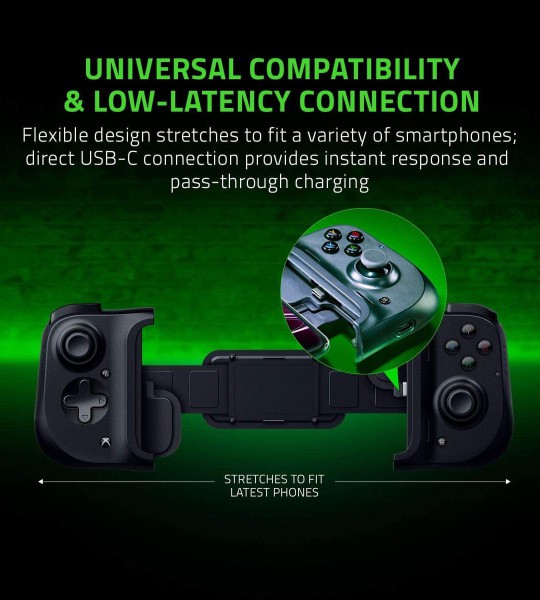 UNIVERSAL COMPATIBILITY
& LOW-LATENCY CONNECTION
Flexible design stretches to fit a variety of smartphones;
direct USB-C connection provides instant response and
pass-through charging
STRETCHES TO FIT
LATEST PHONES